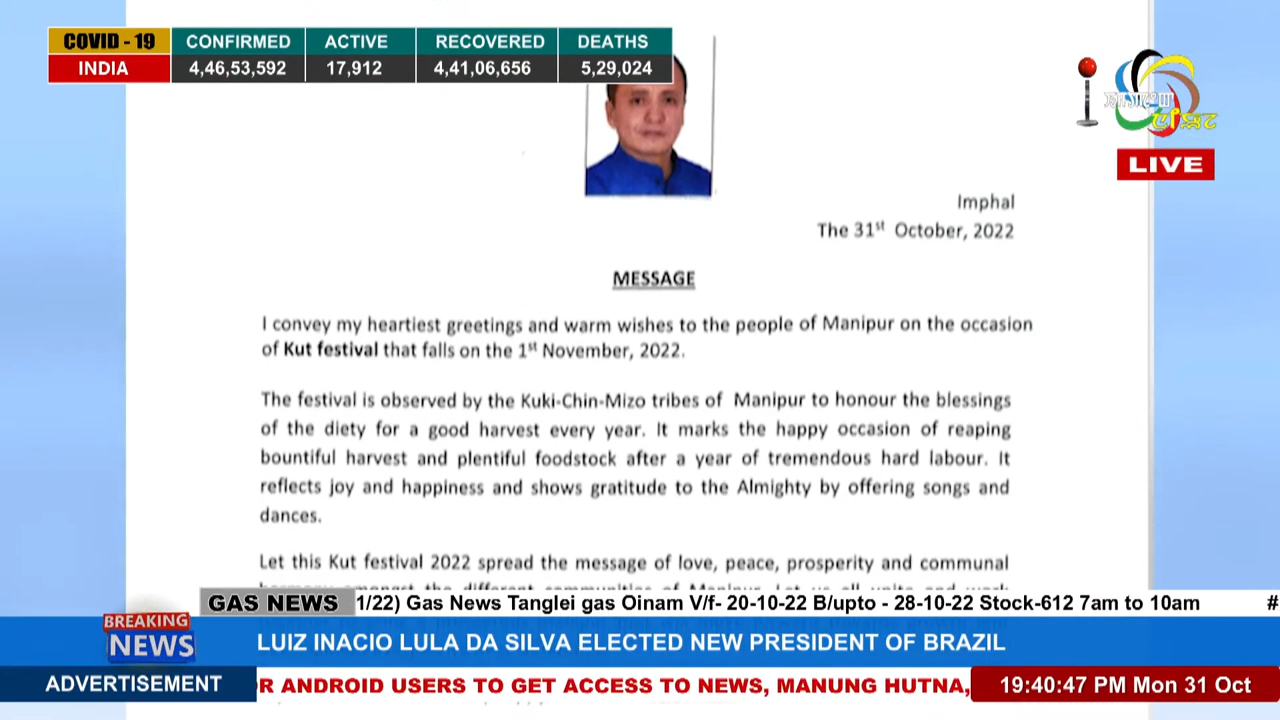 COVID - 19 CONFIRMED ACTIVE RECOVERED DEATHS
INDIA 4,46,53,592 17,912 4,41,06,656 5,29,024
LIVE
Imphal
The 31st October, 2022
MESSAGE
I convey my heartiest greetings and warm wishes to the people of Manipur on the occasion
of Kut festival that falls on the 1st November, 2022.
The festival is observed by the Kuki-Chin-Mizo tribes of Manipur to honour the blessings
of the diety for a good harvest every year. It marks the happy occasion of reaping
bountiful harvest and plentiful foodstock after a year of tremendous hard labour. It
reflects joy and happiness and shows gratitude to the Almighty by offering songs and
dances.
Let this Kut festival 2022 spread the message of love, peace, prosperity and communal
GAS NEWS 1/22) Gas News Tanglei gas Oinam V/f- 20-10-22 B/upto - 28-10-22 Stock-612 7am to 10am #
BREAKING
NEWS
LUIZ INACIO LULA DA SILVA ELECTED NEW PRESIDENT OF BRAZIL
ADVERTISEMENT R ANDROID USERS TO GET ACCESS TO NEWS, MANUNG HUTNA, 19:40:47 PM Mon 31 Oct